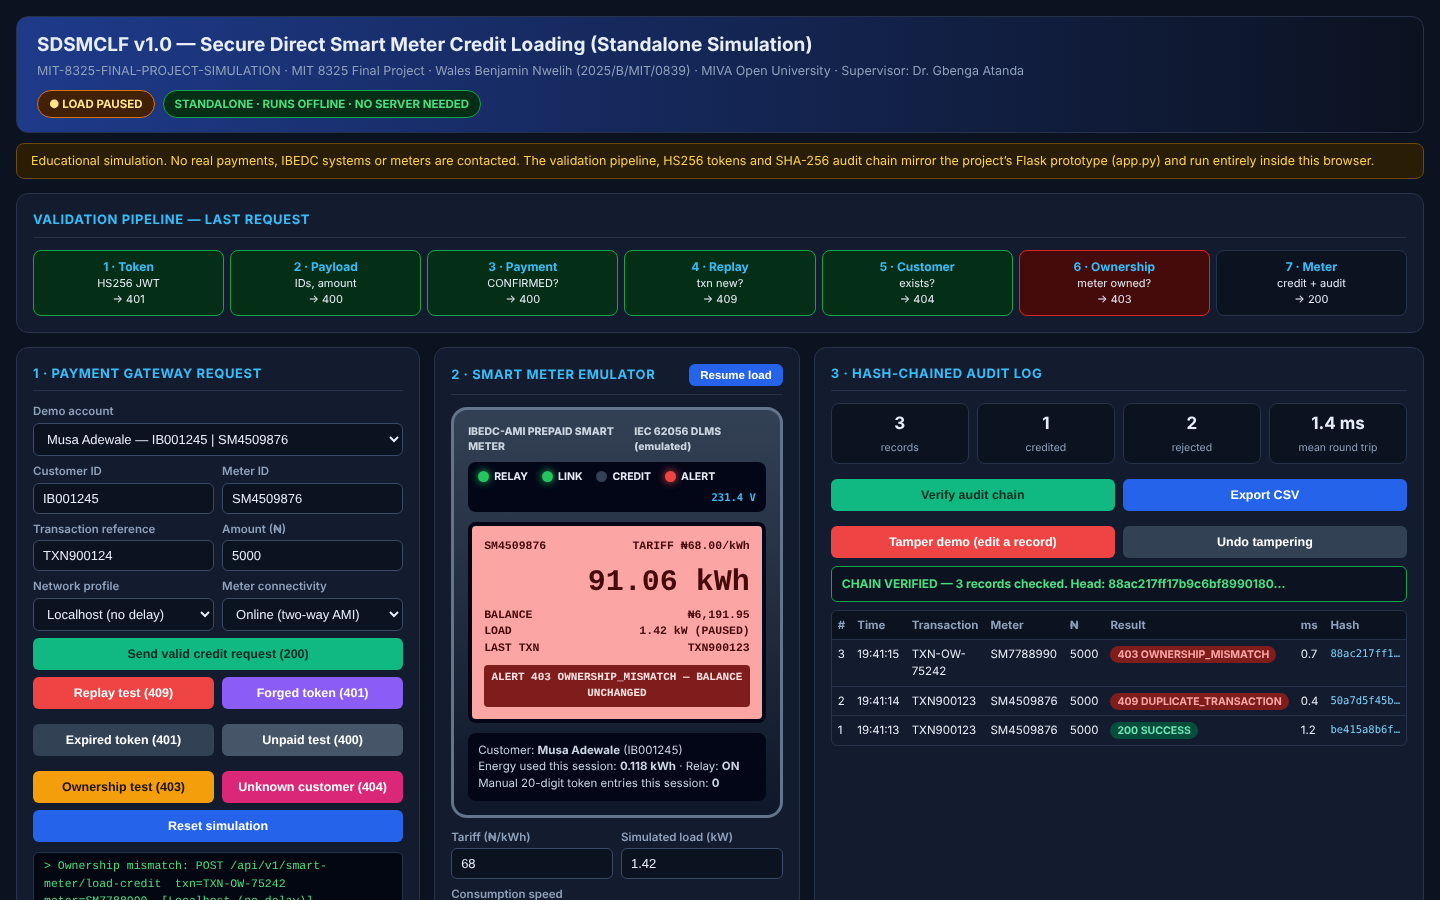 SDSMCLF v1.0 — Secure Direct Smart Meter Credit Loading (Standalone Simulation)
MIT-8325-FINAL-PROJECT-SIMULATION · MIT 8325 Final Project · Wales Benjamin Nwelih (2025/B/MIT/0839) · MIVA Open University · Supervisor: Dr. Gbenga Atanda
● LOAD PAUSED
STANDALONE · RUNS OFFLINE · NO SERVER NEEDED
Educational simulation. No real payments, IBEDC systems or meters are contacted. The validation pipeline, HS256 tokens and SHA-256 audit chain mirror the project's Flask prototype (app.py) and run entirely inside this browser.
VALIDATION PIPELINE — LAST REQUEST
1 · Token
HS256 JWT
→ 401
2 · Payload
IDs, amount
→ 400
3 · Payment
CONFIRMED?
→ 400
4 · Replay
txn new?
→ 409
5 · Customer
exists?
→ 404
6 · Ownership
meter owned?
→ 403
7 · Meter
credit + audit
→ 200
1 · PAYMENT GATEWAY REQUEST
Demo account
Musa Adewale — IB001245 | SM4509876
Customer ID
Meter ID
IB001245
SM4509876
Transaction reference
Amount (₦)
TXN900124
5000
Network profile
Meter connectivity
Localhost (no delay)
Online (two-way AMI)
Send valid credit request (200)
Replay test (409)
Forged token (401)
Expired token (401)
Unpaid test (400)
Ownership test (403)
Unknown customer (404)
Reset simulation
> Ownership mismatch: POST /api/v1/smart-
meter/load-credit txn=TXN-OW-75242
meter=SM7788990 [Localhost (no delay)]
2 · SMART METER EMULATOR
Resume load
IBEDC-AMI PREPAID SMART
METER
IEC 62056 DLMS
(emulated)
RELAY
LINK
CREDIT
ALERT
231.4 V
SM4509876
TARIFF ₦68.00/kWh
91.06 kWh
BALANCE
₦6,191.95
LOAD
1.42 kW (PAUSED)
LAST TXN
TXN900123
ALERT 403 OWNERSHIP_MISMATCH — BALANCE
UNCHANGED
Customer: Musa Adewale (IB001245)
Energy used this session: 0.118 kWh · Relay: ON
Manual 20-digit token entries this session: 0
Tariff (₦/kWh)
Simulated load (kW)
68
1.42
Consumption speed
3 · HASH-CHAINED AUDIT LOG
3
records
1
credited
2
rejected
1.4 ms
mean round trip
Verify audit chain
Export CSV
Tamper demo (edit a record)
Undo tampering
CHAIN VERIFIED — 3 records checked. Head: 88ac217ff17b9c6bf8990180…
# Time Transaction Meter ₦ Result ms Hash
3 19:41:15 TXN-OW-75242 SM7788990 5000 403 OWNERSHIP_MISMATCH 0.7 88ac217ff1…
2 19:41:14 TXN900123 SM4509876 5000 409 DUPLICATE_TRANSACTION 0.4 50a7d5f45b…
1 19:41:13 TXN900123 SM4509876 5000 200 SUCCESS 1.2 be415a8b6f…